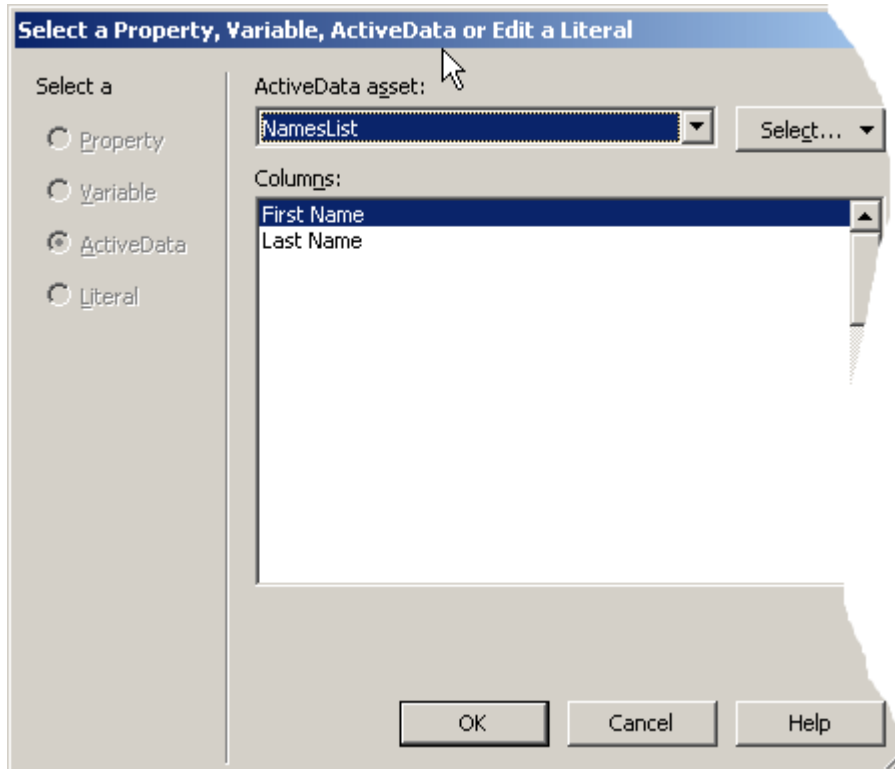 Select a Property, Variable, ActiveData or Edit a Literal
Select a
Property
Variable
ActiveData
Literal
ActiveData asset:
NamesList
Select...
Columns:
First Name
Last Name
OK
Cancel
Help